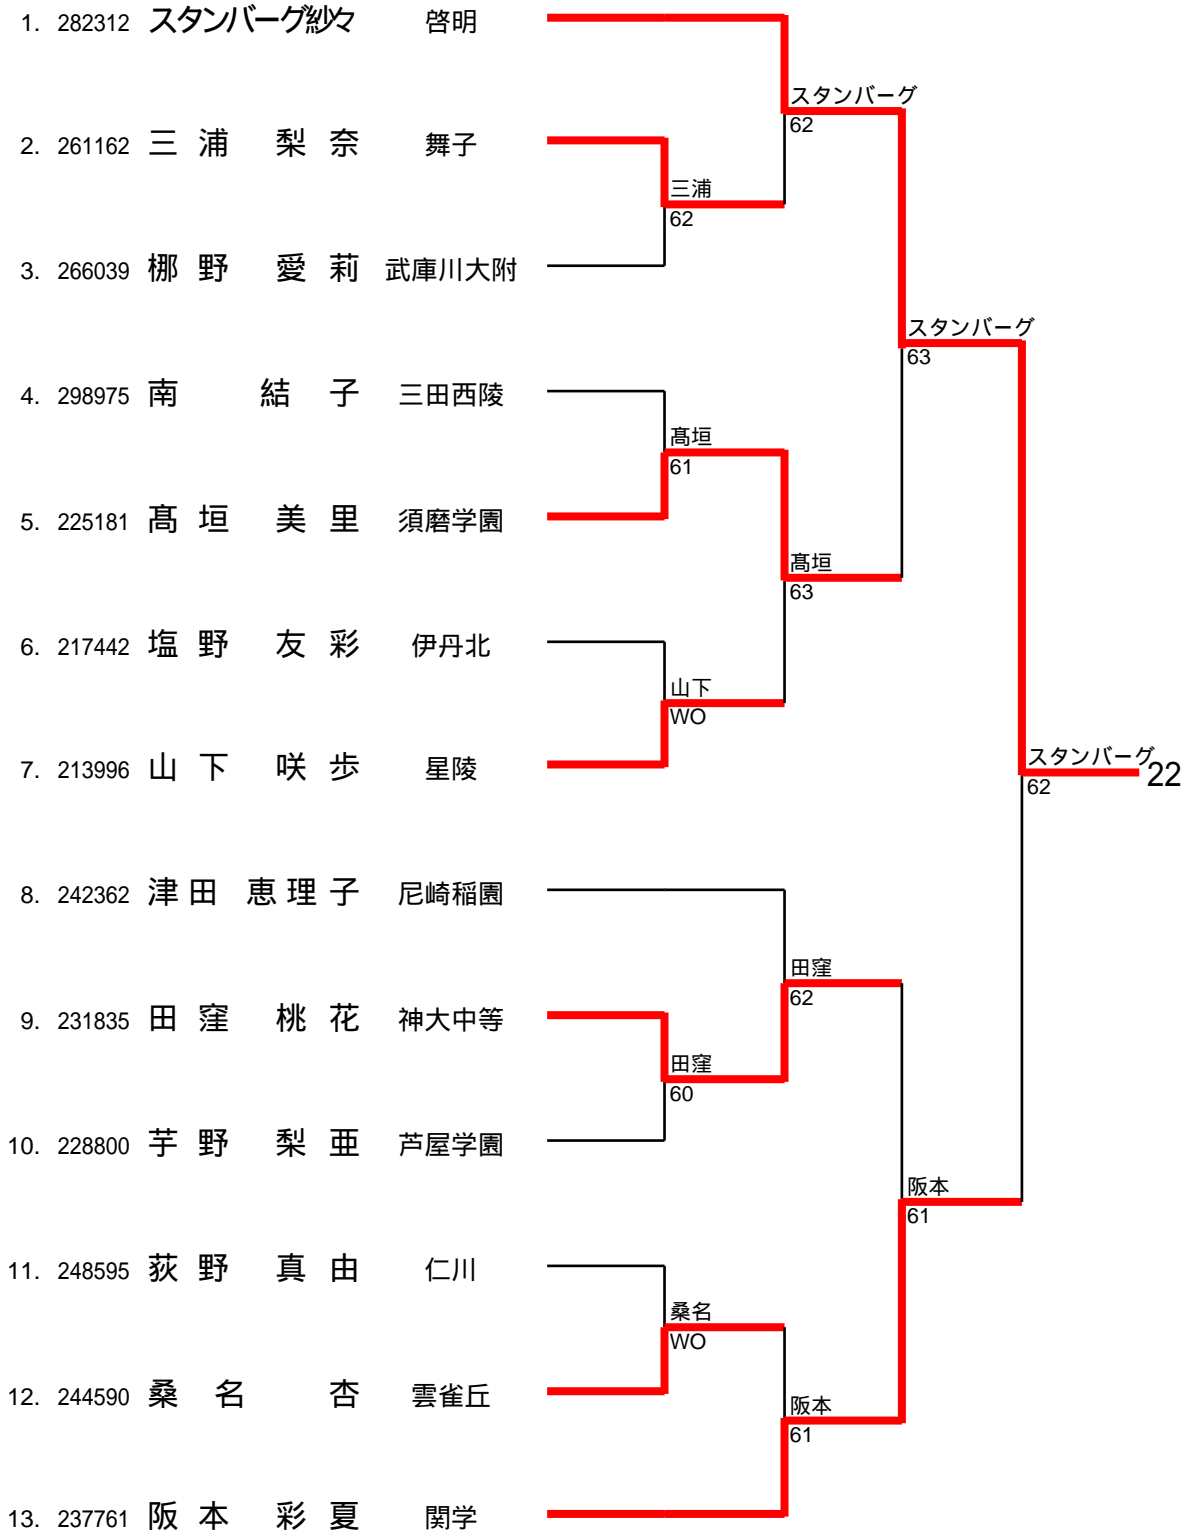 1. 282312 スタンバーグ紗々 啓明
スタンバーグ
62
2. 261162 三浦 梨奈 舞子
三浦
62
3. 266039 梛野 愛莉 武庫川大附
スタンバーグ
63
4. 298975 南 結子 三田西陵
髙垣
61
5. 225181 髙垣 美里 須磨学園
髙垣
63
6. 217442 塩野 友彩 伊丹北
山下
WO
7. 213996 山下 咲歩 星陵
スタンバーグ 22
62
8. 242362 津田 恵理子 尼崎稲園
田窪
62
9. 231835 田窪 桃花 神大中等
田窪
60
10. 228800 芋野 梨亜 芦屋学園
阪本
61
11. 248595 荻野 真由 仁川
桑名
WO
12. 244590 桑名 杏 雲雀丘
阪本
61
13. 237761 阪本 彩夏 関学